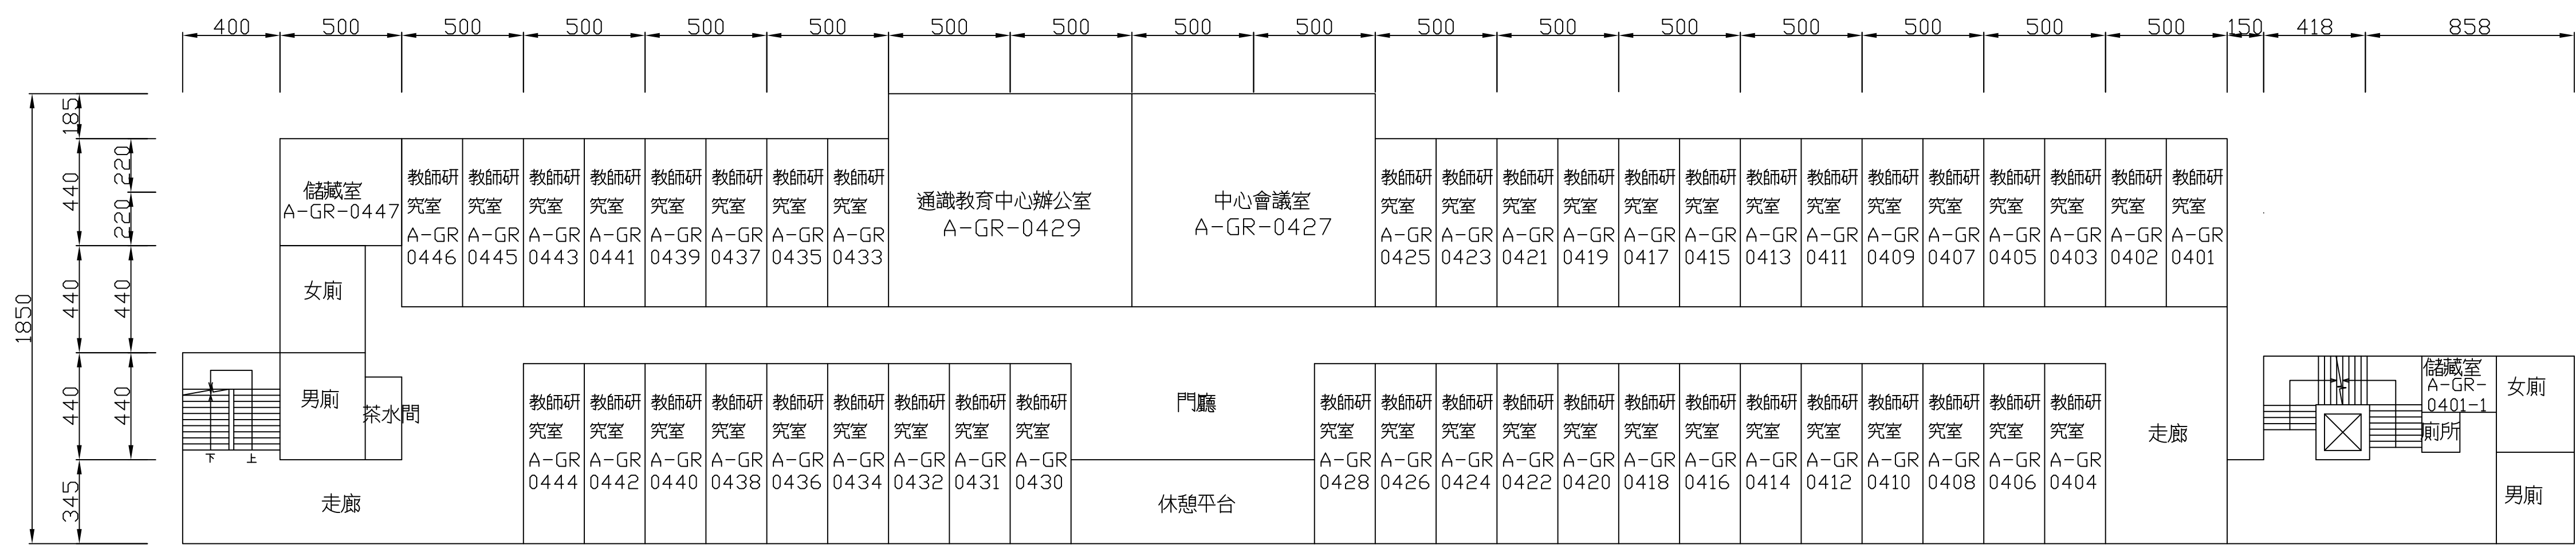 400 500 500 500 500 500 500 500 500 500 500 500 500 500 500 500 500 150 418 858
1850
185
440
440
440
345
220
220
440
440
儲藏室
A-GR-0447
教師研
究室
A-GR
0446
教師研
究室
A-GR
0445
教師研
究室
A-GR
0443
教師研
究室
A-GR
0441
教師研
究室
A-GR
0439
教師研
究室
A-GR
0437
教師研
究室
A-GR
0435
教師研
究室
A-GR
0433
通識教育中心辦公室
A-GR-0429
中心會議室
A-GR-0427
教師研
究室
A-GR
0425
教師研
究室
A-GR
0423
教師研
究室
A-GR
0421
教師研
究室
A-GR
0419
教師研
究室
A-GR
0417
教師研
究室
A-GR
0415
教師研
究室
A-GR
0413
教師研
究室
A-GR
0411
教師研
究室
A-GR
0409
教師研
究室
A-GR
0407
教師研
究室
A-GR
0405
教師研
究室
A-GR
0403
教師研
究室
A-GR
0402
教師研
究室
A-GR
0401
女廁
男廁
茶水間
下
上
走廊
教師研
究室
A-GR
0444
教師研
究室
A-GR
0442
教師研
究室
A-GR
0440
教師研
究室
A-GR
0438
教師研
究室
A-GR
0436
教師研
究室
A-GR
0434
教師研
究室
A-GR
0432
教師研
究室
A-GR
0431
教師研
究室
A-GR
0430
門廳
休憩平台
教師研
究室
A-GR
0428
教師研
究室
A-GR
0426
教師研
究室
A-GR
0424
教師研
究室
A-GR
0422
教師研
究室
A-GR
0420
教師研
究室
A-GR
0418
教師研
究室
A-GR
0416
教師研
究室
A-GR
0414
教師研
究室
A-GR
0412
教師研
究室
A-GR
0410
教師研
究室
A-GR
0408
教師研
究室
A-GR
0406
教師研
究室
A-GR
0404
走廊
儲藏室
A-GR-
0401-1
廁所
女廁
男廁